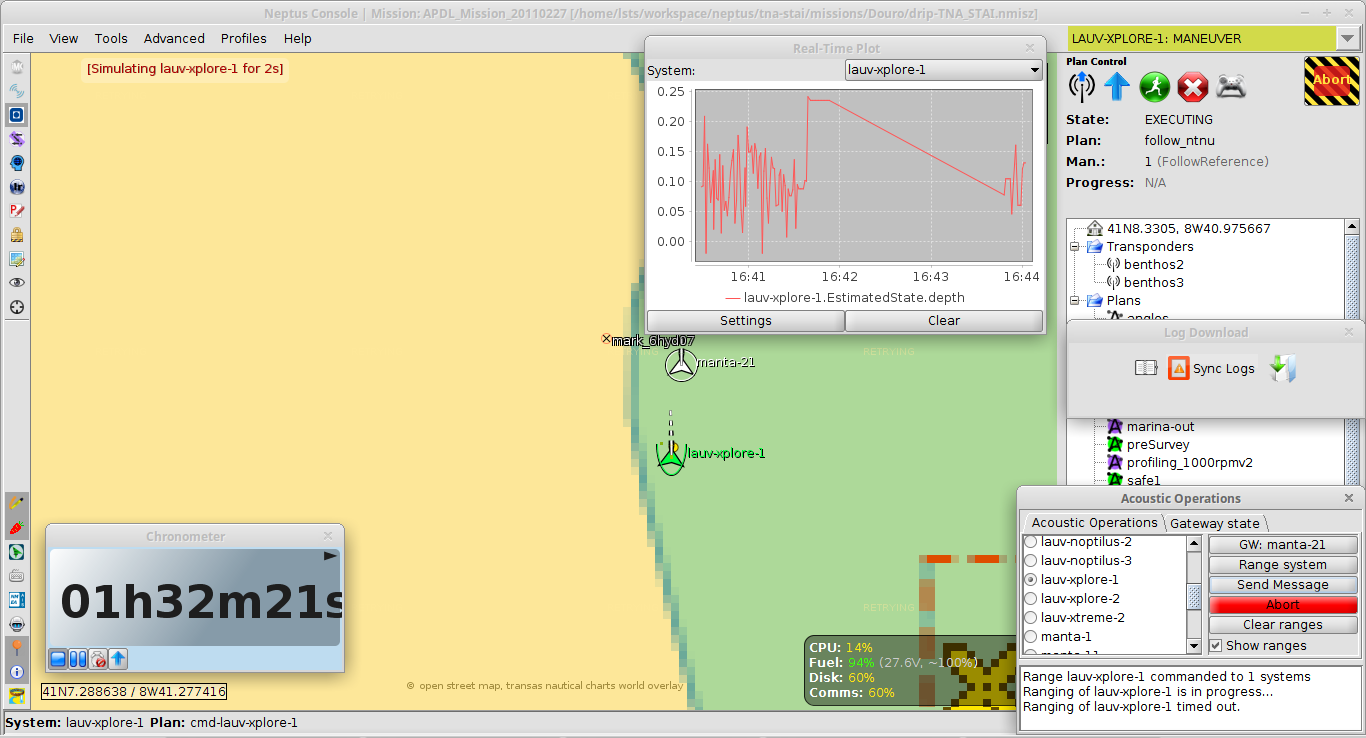 Neptus Console | Mission: APDL_Mission_20110227 [/home/lsts/workspace/neptus/tna-stai/missions/Douro/drip-TNA_STAI.nmisz]
File View Tools Advanced Profiles Help
LAUV-XPLORE-1: MANEUVER
[Simulating lauv-xplore-1 for 2s]
Real-Time Plot
System: lauv-xplore-1
0.25
0.20
0.15
0.10
0.05
0.00
16:41 16:42 16:43 16:44
lauv-xplore-1.EstimatedState.depth
Settings Clear
Plan Control
Abort
State: EXECUTING
Plan: follow_ntnu
Man.: 1 (FollowReference)
Progress: N/A
41N8.3305, 8W40.975667
Transponders
benthos2
benthos3
Plans
angles
Log Download
Sync Logs
marina-out
preSurvey
profiling_1000rpmv2
safe1
mark_6hyd07
RETRYING
manta-21
lauv-xplore-1
RETRYING
Chronometer
01h32m21s
41N7.288638 / 8W41.277416
© open street map, transas nautical charts world overlay
CPU: 14%
Fuel: 94% (27.6V, ~100%)
Disk: 60%
Comms: 60%
Acoustic Operations
Acoustic Operations Gateway state
lauv-noptilus-2
lauv-noptilus-3
lauv-xplore-1
lauv-xplore-2
lauv-xtreme-2
manta-1
manta-11
GW: manta-21
Range system
Send Message
Abort
Clear ranges
Show ranges
Range lauv-xplore-1 commanded to 1 systems
Ranging of lauv-xplore-1 is in progress...
Ranging of lauv-xplore-1 timed out.
System: lauv-xplore-1 Plan: cmd-lauv-xplore-1